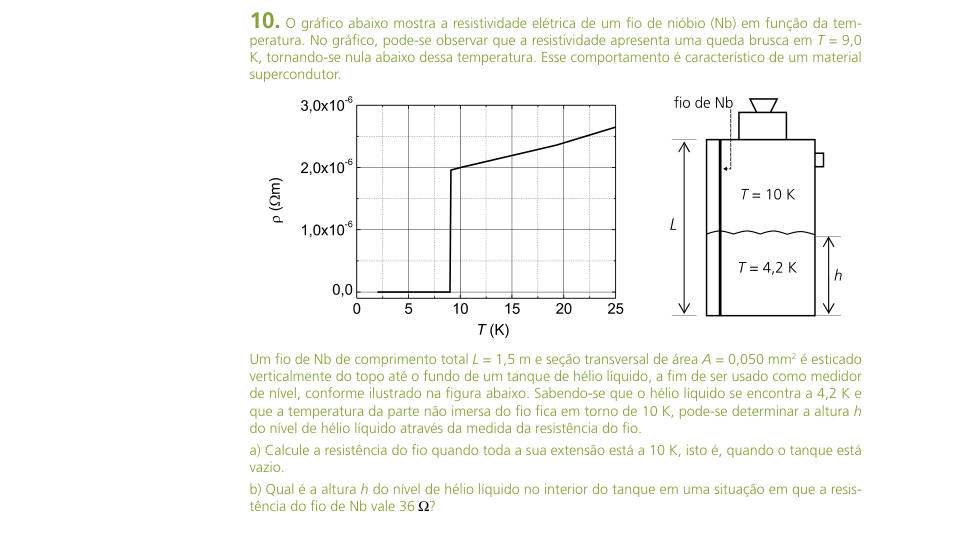 10. O gráfico abaixo mostra a resistividade elétrica de um fio de nióbio (Nb) em função da tem-
peratura. No gráfico, pode-se observar que a resistividade apresenta uma queda brusca em T = 9,0
K, tornando-se nula abaixo dessa temperatura. Esse comportamento é característico de um material
supercondutor.
3,0x10⁻⁶
2,0x10⁻⁶
1,0x10⁻⁶
0,0
ρ (Ωm)
0 5 10 15 20 25
T (K)
fio de Nb
T = 10 K
L
T = 4,2 K
h
Um fio de Nb de comprimento total L = 1,5 m e seção transversal de área A = 0,050 mm² é esticado
verticalmente do topo até o fundo de um tanque de hélio líquido, a fim de ser usado como medidor
de nível, conforme ilustrado na figura abaixo. Sabendo-se que o hélio líquido se encontra a 4,2 K e
que a temperatura da parte não imersa do fio fica em torno de 10 K, pode-se determinar a altura h
do nível de hélio líquido através da medida da resistência do fio.
a) Calcule a resistência do fio quando toda a sua extensão está a 10 K, isto é, quando o tanque está
vazio.
b) Qual é a altura h do nível de hélio líquido no interior do tanque em uma situação em que a resis-
tência do fio de Nb vale 36 Ω?